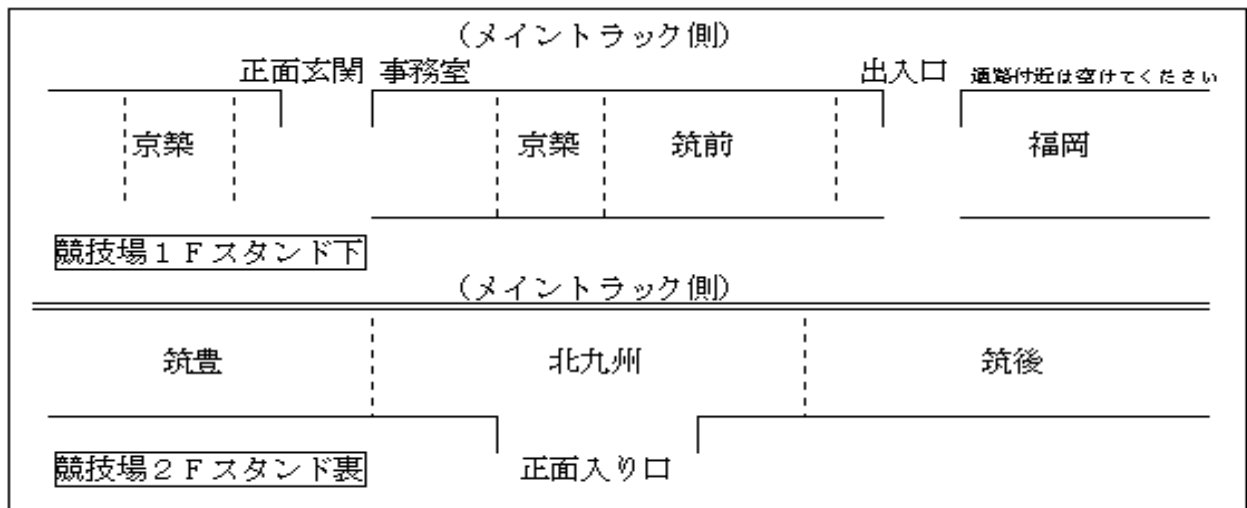 (メイントラック側)
正面玄関 事務室 出入口 通路付近は空けてください
京築 京築 筑前 福岡
競技場1Fスタンド下
(メイントラック側)
筑豊 北九州 筑後
競技場2Fスタンド裏 正面入り口